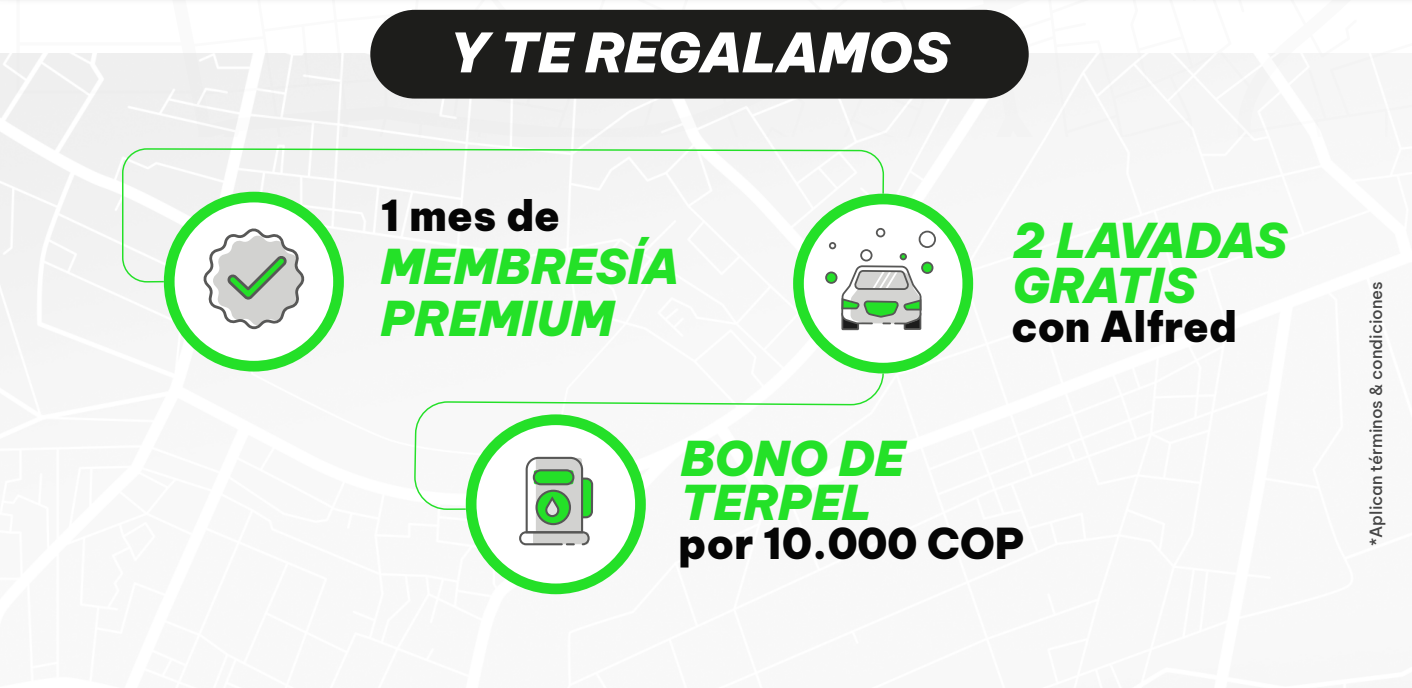 Y TE REGALAMOS
1 mes de
MEMBRESÍA
PREMIUM
2 LAVADAS
GRATIS
con Alfred
BONO DE
TERPEL
por 10.000 COP
*Aplican términos & condiciones